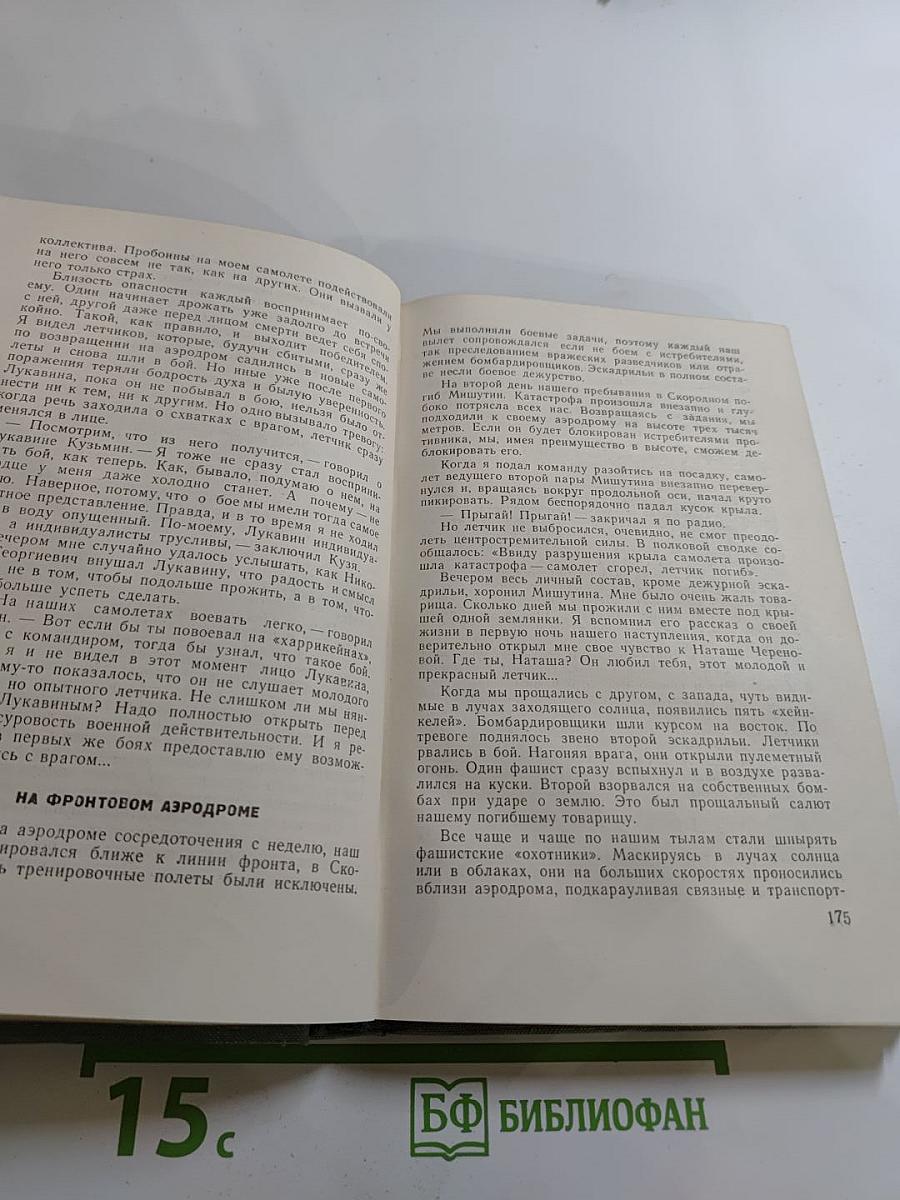 коллектива. Пробоины на моем самолете подействовали
на него совсем не так, как на других. Они вызвали у
него только страх.
Близость опасности каждый воспринимает по-сво-
ему. Один начинает дрожать уже задолго до встречи
с ней, другой даже перед лицом смерти ведет себя спо-
койно. Такой, как правило, и выходит победителем.
Я видел летчиков, которые, будучи сбитыми, сразу же
по возвращении на аэродром садились в новые само-
леты и снова шли в бой. Но иные уже после первого
поражения теряли бодрость духа и былую уверенность.
Лукавина, пока он не побывал в бою, нельзя было от-
нести ни к тем, ни к другим. Но одно вызывало тревогу:
когда речь заходила о схватках с врагом, летчик сразу
менялся в лице.
— Посмотрим, что из него получится, — говорил о
Лукавине Кузьмин. — Я тоже не сразу стал восприни-
ть бой, как теперь. Как, бывало, подумаю о нем, на
рдце у меня даже холодно станет. А почему — не
ю. Наверное, потому, что о бое мы имели тогда самое
тное представление. Правда, и в то время я не ходил
в воду опущенный. По-моему, Лукавин индивидуа-
а индивидуалисты трусливы, — заключил Кузя.
ечером мне случайно удалось услышать, как Нико-
Георгиевич внушал Лукавину, что радость и смысл
не в том, чтобы подольше прожить, а в том, что-
больше успеть сделать.
На наших самолетах воевать легко, — говорил
н. — Вот если бы ты повоевал на «харрикейнах»,
с командиром, тогда бы узнал, что такое бой.
я и не видел в этот момент лицо Лукавина,
му-то показалось, что он не слушает молодого
но опытного летчика. Не слишком ли мы нян-
Лукавиным? Надо полностью открыть перед
суровость военной действительности. И я ре-
в первых же боях предоставлю ему возмож-
сь с врагом...
НА ФРОНТОВОМ АЭРОДРОМЕ
а аэродроме сосредоточения с неделю, наш
ировался ближе к линии фронта, в Ско-
ь тренировочные полеты были исключены.
Мы выполняли боевые задачи, поэтому каждый наш
вылет сопровождался если не боем с истребителями,
так преследованием вражеских разведчиков или отра-
жением бомбардировщиков. Эскадрильи в полном соста-
ве несли боевое дежурство.
На второй день нашего пребывания в Скородном по-
гиб Мишутин. Катастрофа произошла внезапно и глу-
боко потрясла всех нас. Возвращаясь с задания, мы
подходили к своему аэродрому на высоте трех тысяч
метров. Если он будет блокирован истребителями про-
тивника, мы, имея преимущество в высоте, сможем де-
блокировать его.
Когда я подал команду разойтись на посадку, само-
лет ведущего второй пары Мишутина внезапно перевер-
нулся и, вращаясь вокруг продольной оси, начал круто
пикировать. Рядом беспорядочно падал кусок крыла.
— Прыгай! Прыгай! — закричал я по радио.
Но летчик не выбросился, очевидно, не смог преодо-
леть центростремительной силы. В полковой сводке со-
общалось: «Ввиду разрушения крыла самолета произо-
шла катастрофа — самолет сгорел, летчик погиб».
Вечером весь личный состав, кроме дежурной эска-
дрильи, хоронил Мишутина. Мне было очень жаль това-
рища. Сколько дней мы прожили с ним вместе под кры-
шей одной землянки. Я вспомнил его рассказ о своей
жизни в первую ночь нашего наступления, когда он до-
верительно открыл мне свое чувство к Наташе Черено-
вой. Где ты, Наташа? Он любил тебя, этот молодой и
прекрасный летчик...
Когда мы прощались с другом, с запада, чуть види-
мые в лучах заходящего солнца, появились пять «хейн-
келей». Бомбардировщики шли курсом на восток. По
тревоге поднялось звено второй эскадрильи. Летчики
рвались в бой. Нагоняя врага, они открыли пулеметный
огонь. Один фашист сразу вспыхнул и в воздухе разва-
лился на куски. Второй взорвался на собственных бом-
бах при ударе о землю. Это был прощальный салют
нашему погибшему товарищу.
Все чаще и чаще по нашим тылам стали шнырять
фашистские «охотники». Маскируясь в лучах солнца
или в облаках, они на больших скоростях проносились
вблизи аэродрома, подкарауливая связные и транспорт-
175
15 с
БФ БИБЛИОФАН